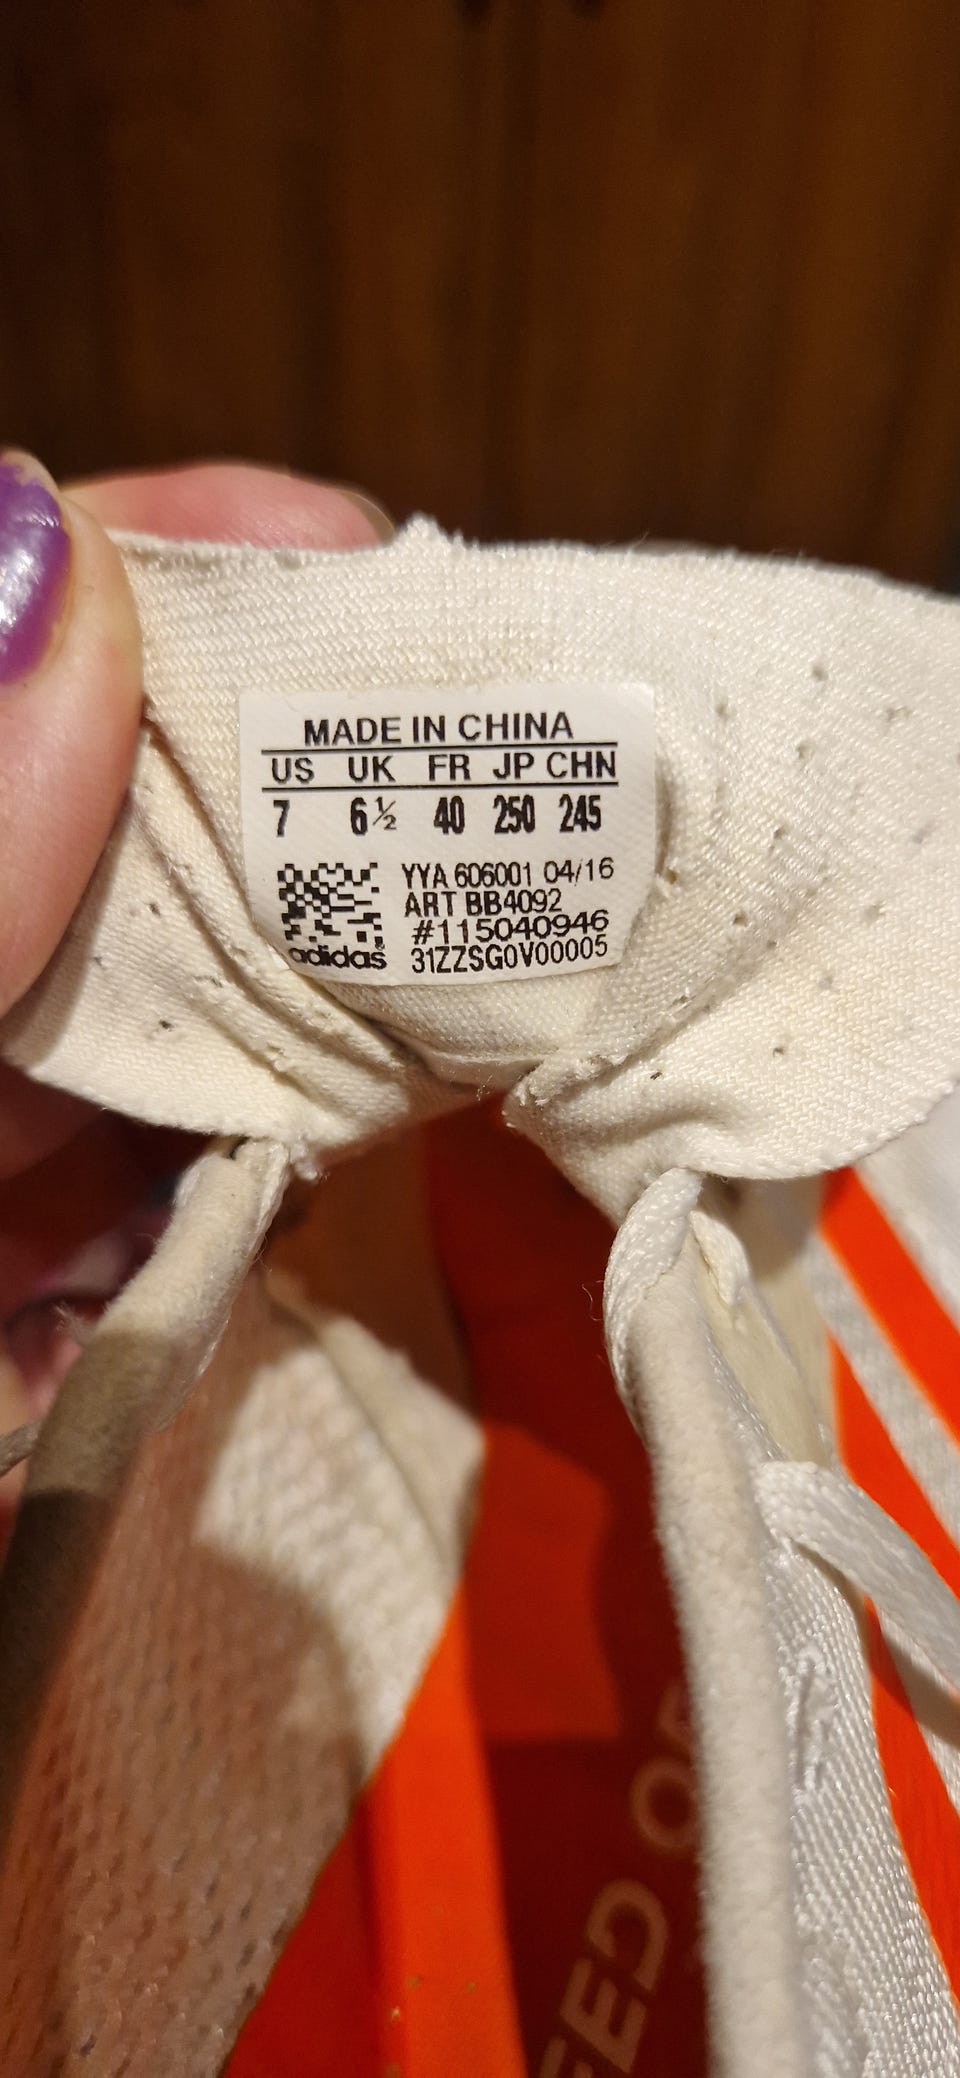 MADE IN CHINA
US UK FR JP CHN
7 6½ 40 250 245
YYA 606001 04/16
ART BB4092
#115040946
adidas 31ZZSG0V00005